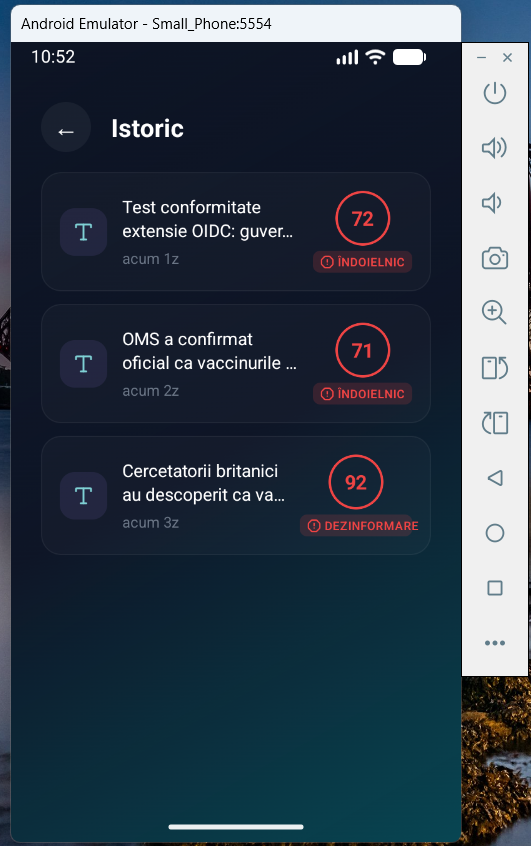 Android Emulator - Small_Phone:5554
10:52
← Istoric
T
Test conformitate
extensie OIDC: guver...
acum 1z
72
ÎNDOIELNIC
T
OMS a confirmat
oficial ca vaccinurile ...
acum 2z
71
ÎNDOIELNIC
T
Cercetatorii britanici
au descoperit ca va...
acum 3z
92
DEZINFORMARE